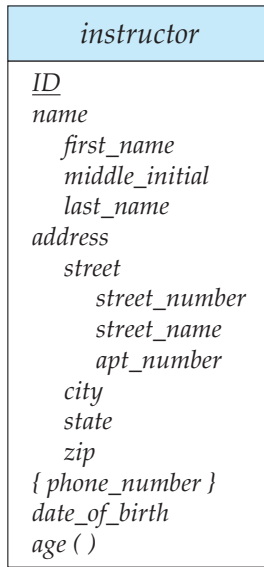 instructor
ID
name
first_name
middle_initial
last_name
address
street
street_number
street_name
apt_number
city
state
zip
{ phone_number }
date_of_birth
age ( )